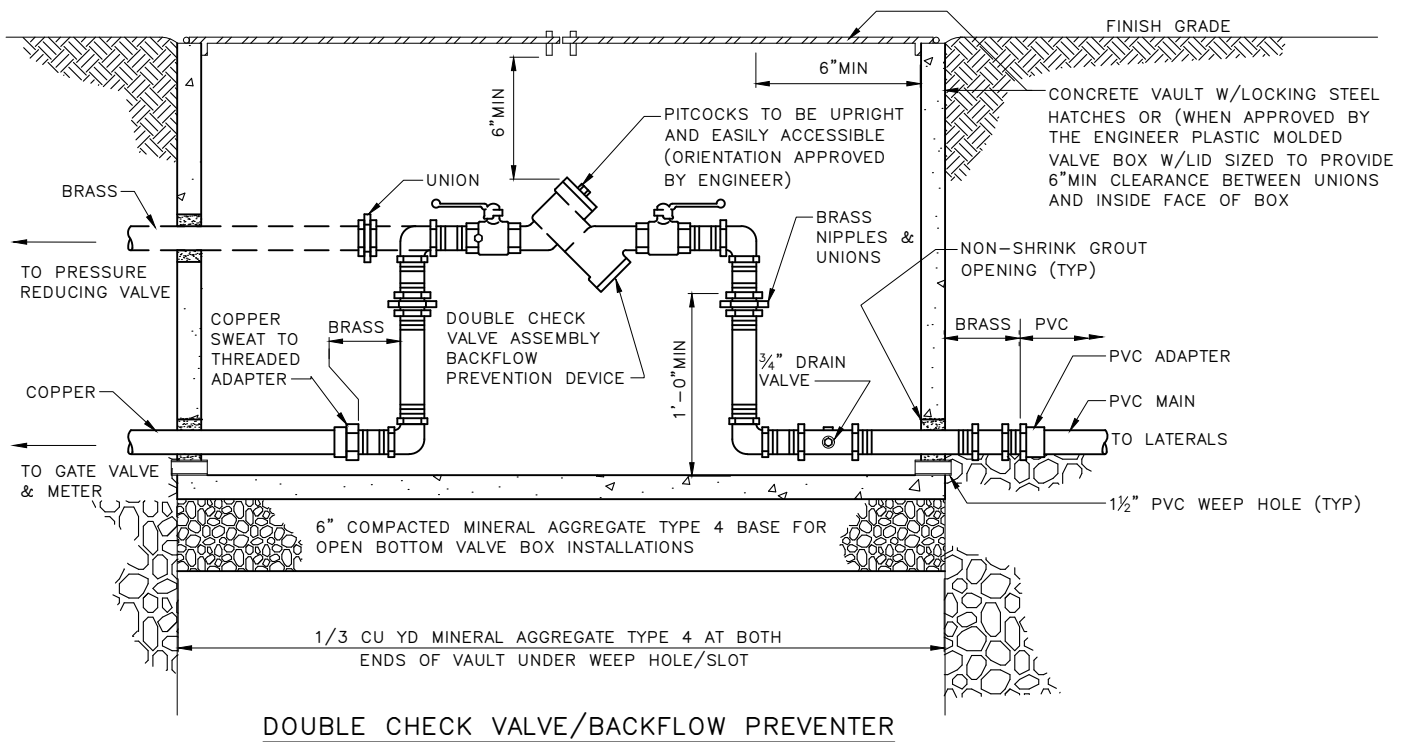 FINISH GRADE
6"MIN
6"MIN
CONCRETE VAULT W/LOCKING STEEL
HATCHES OR (WHEN APPROVED BY
THE ENGINEER PLASTIC MOLDED
VALVE BOX W/LID SIZED TO PROVIDE
6"MIN CLEARANCE BETWEEN UNIONS
AND INSIDE FACE OF BOX
PITCOCKS TO BE UPRIGHT
AND EASILY ACCESSIBLE
(ORIENTATION APPROVED
BY ENGINEER)
BRASS
UNION
BRASS
NIPPLES &
UNIONS
NON-SHRINK GROUT
OPENING (TYP)
TO PRESSURE
REDUCING VALVE
COPPER
SWEAT TO
THREADED
ADAPTER
BRASS
DOUBLE CHECK
VALVE ASSEMBLY
BACKFLOW
PREVENTION DEVICE
1'-0"MIN
¾" DRAIN
VALVE
BRASS
PVC
PVC ADAPTER
COPPER
PVC MAIN
TO LATERALS
TO GATE VALVE
& METER
1½" PVC WEEP HOLE (TYP)
6" COMPACTED MINERAL AGGREGATE TYPE 4 BASE FOR
OPEN BOTTOM VALVE BOX INSTALLATIONS
1/3 CU YD MINERAL AGGREGATE TYPE 4 AT BOTH
ENDS OF VAULT UNDER WEEP HOLE/SLOT
DOUBLE CHECK VALVE/BACKFLOW PREVENTER